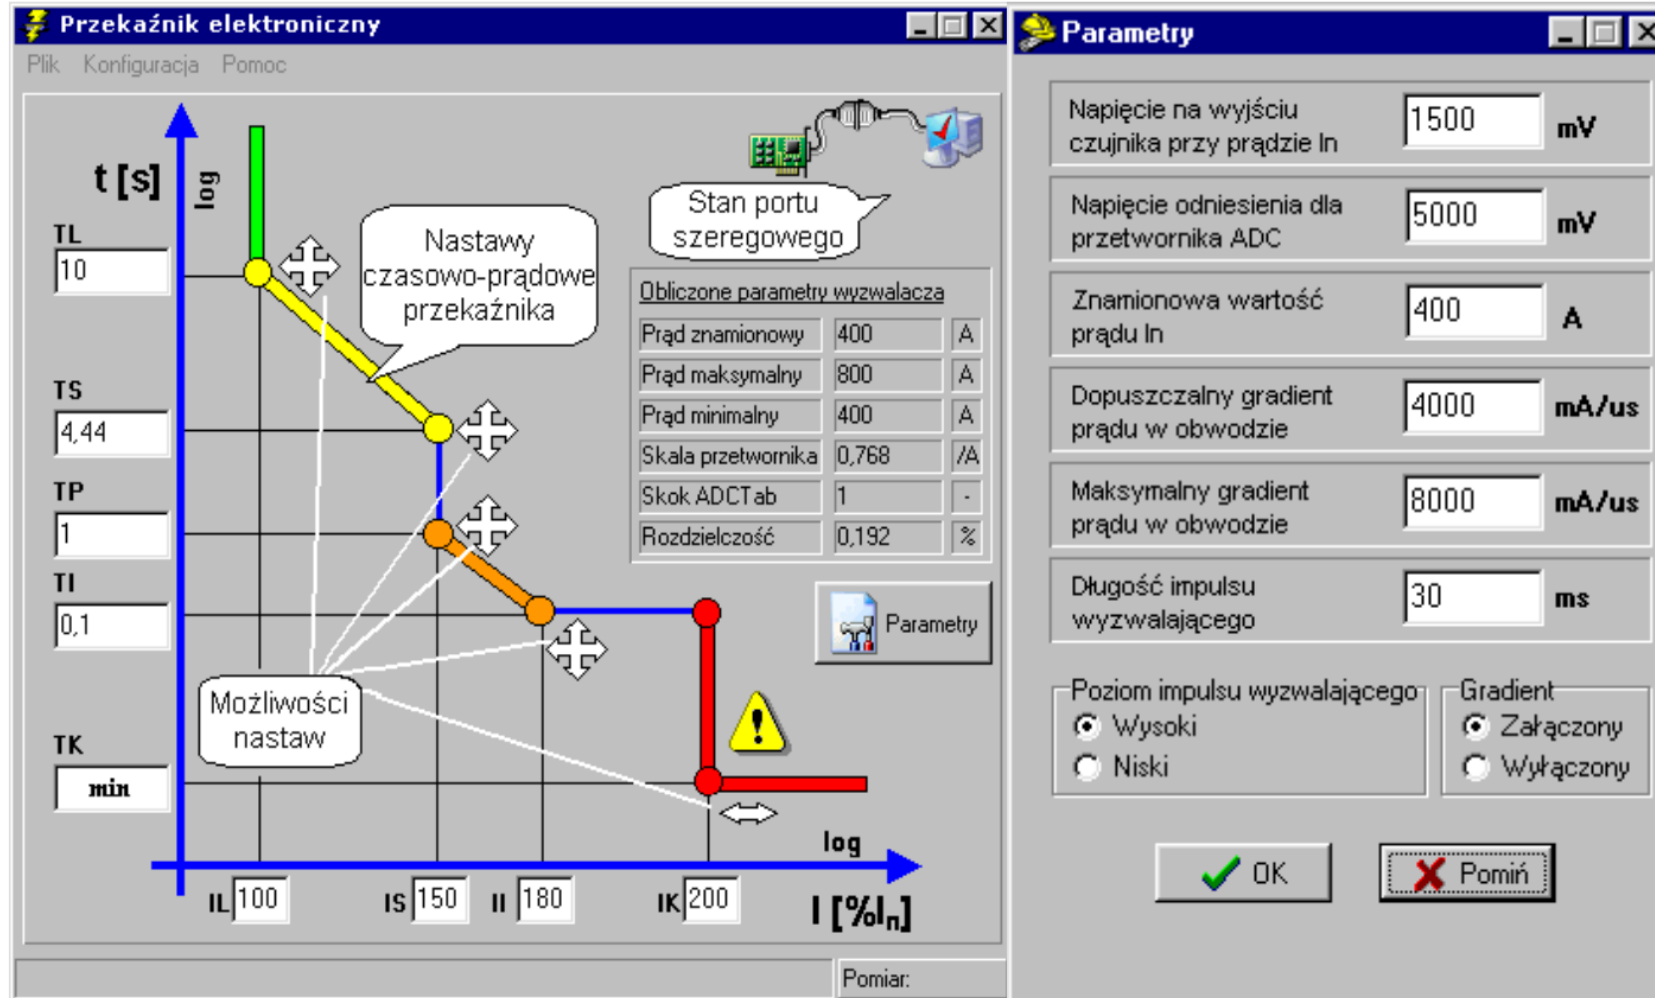 Przekaźnik elektroniczny
Plik Konfiguracja Pomoc
t [s]
log
TL
10
TS
4,44
TP
1
TI
0,1
TK
min
Nastawy
czasowo-prądowe
przekaźnika
Stan portu
szeregowego
Obliczone parametry wyzwalacza
Prąd znamionowy 400 A
Prąd maksymalny 800 A
Prąd minimalny 400 A
Skala przetwornika 0,768 /A
Skok ADCTab 1 -
Rozdzielczość 0,192 %
Parametry
Możliwości
nastaw
log
IL 100 IS 150 II 180 IK 200 I [%In]
Pomiar:
Parametry
Napięcie na wyjściu
czujnika przy prądzie In
1500 mV
Napięcie odniesienia dla
przetwornika ADC
5000 mV
Znamionowa wartość
prądu In
400 A
Dopuszczalny gradient
prądu w obwodzie
4000 mA/us
Maksymalny gradient
prądu w obwodzie
8000 mA/us
Długość impulsu
wyzwalającego
30 ms
Poziom impulsu wyzwalającego
Wysoki
Niski
Gradient
Załączony
Wyłączony
OK
Pomiń